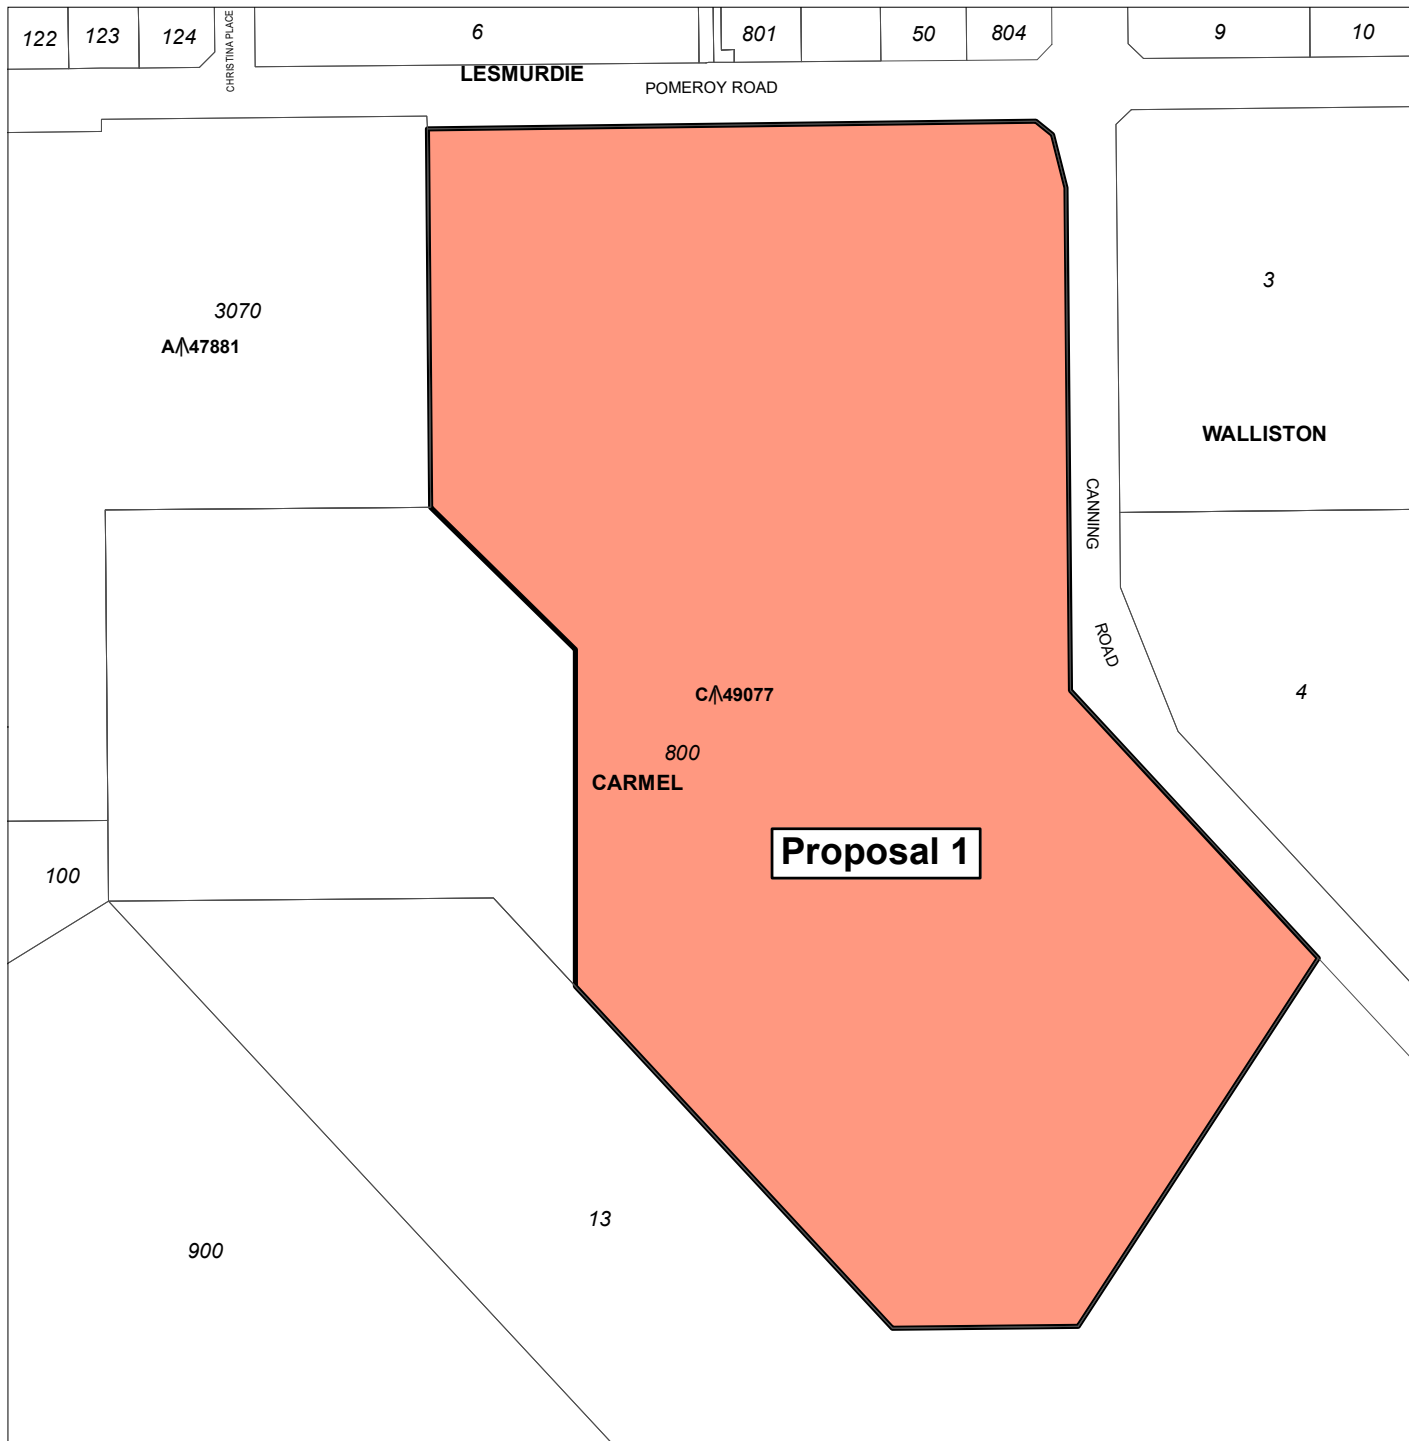 122
123
124
CHRISTINA PLACE
6
801
50
804
9
10
LESMURDIE
POMEROY ROAD
3070
A 47881
3
WALLISTON
CANNING
ROAD
4
C 49077
800
CARMEL
Proposal 1
100
13
900